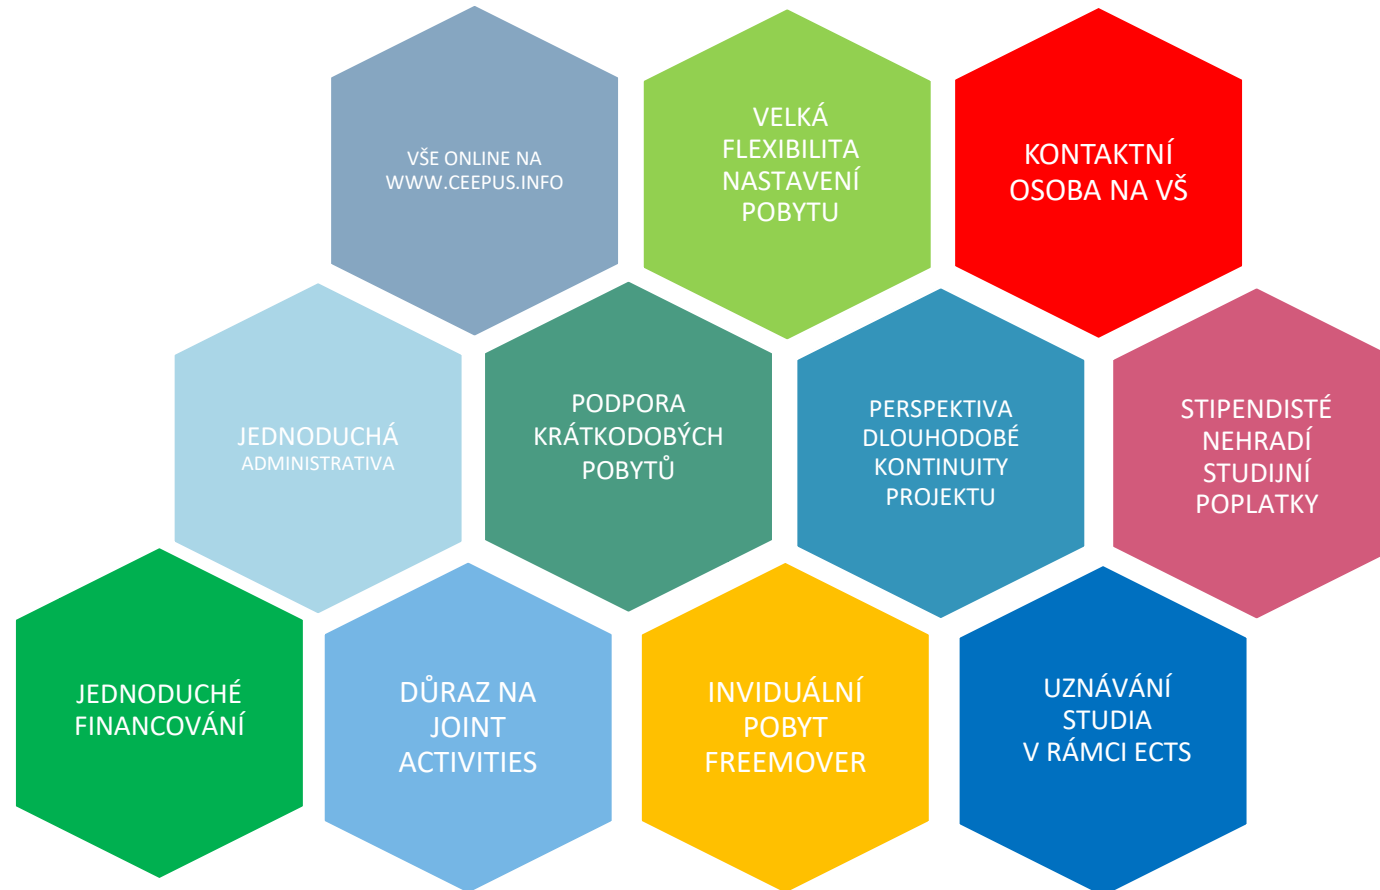 VŠE ONLINE NA
WWW.CEEPUS.INFO
VELKÁ
FLEXIBILITA
NASTAVENÍ
POBYTU
KONTAKTNÍ
OSOBA NA VŠ
JEDNODUCHÁ
ADMINISTRATIVA
PODPORA
KRÁTKODOBÝCH
POBYTŮ
PERSPEKTIVA
DLOUHODOBÉ
KONTINUITY
PROJEKTU
STIPENDISTÉ
NEHRADÍ
STUDIJNÍ
POPLATKY
JEDNODUCHÉ
FINANCOVÁNÍ
DŮRAZ NA
JOINT
ACTIVITIES
INVIDUÁLNÍ
POBYT
FREEMOVER
UZNÁVÁNÍ
STUDIA
V RÁMCI ECTS